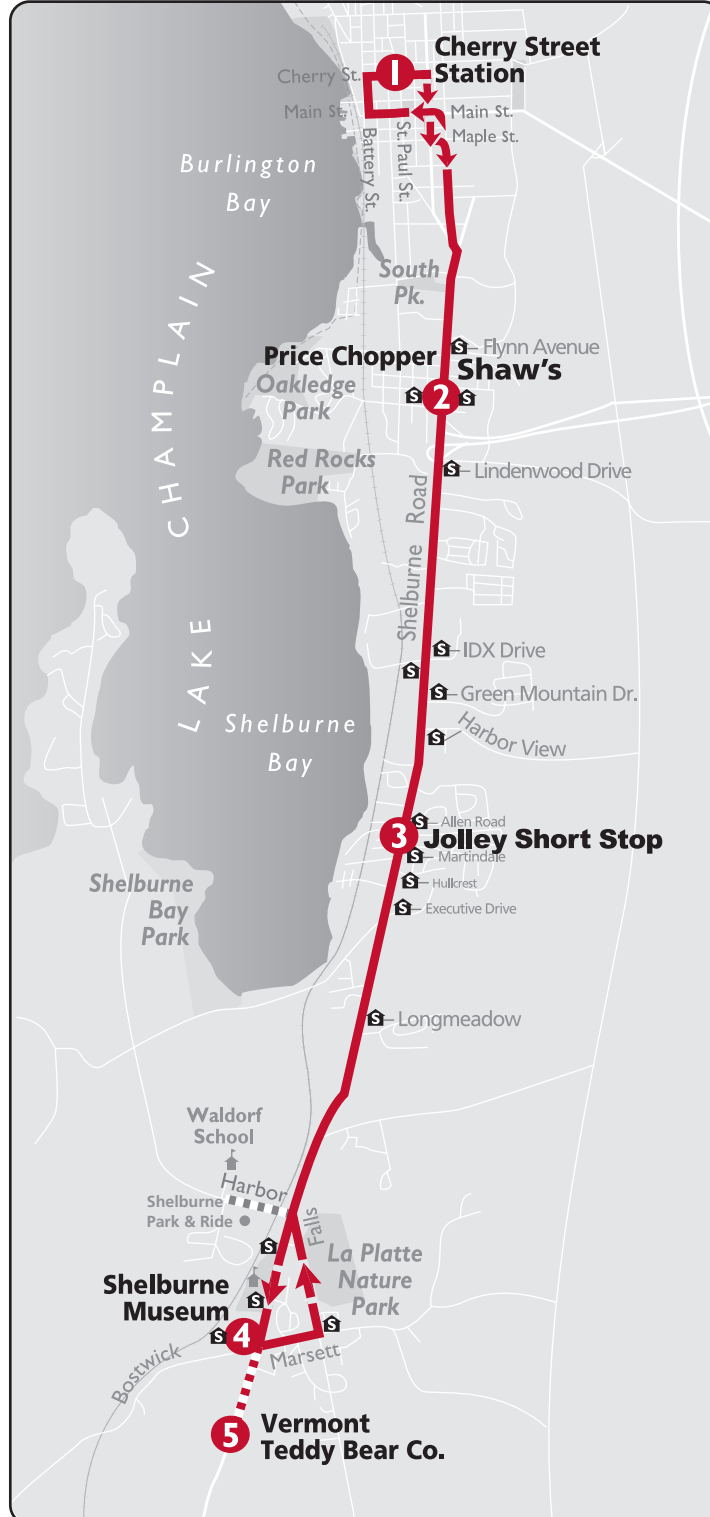 Cherry Street
Station
1
Cherry St.
Main St.
Main St.
Maple St.
Battery St.
St. Paul St.
Burlington
Bay
South
Pk.
LAKE CHAMPLAIN
Flynn Avenue
Price Chopper
Shaw's
Oakledge
Park
S
2
S
S
Red Rocks
Park
S
Lindenwood Drive
Shelburne Road
S
IDX Drive
S
S
Green Mountain Dr.
Shelburne
Bay
S
Harbor View
S
Allen Road
3
Jolley Short Stop
S
Martindale
S
Hullcrest
S
Executive Drive
Shelburne
Bay
Park
S
Longmeadow
Waldorf
School
Harbor
Shelburne
Park & Ride
Falls
S
La Platte
Nature
Park
Shelburne
Museum
S
S
4
S
Marsett
Bostwick
5
Vermont
Teddy Bear Co.